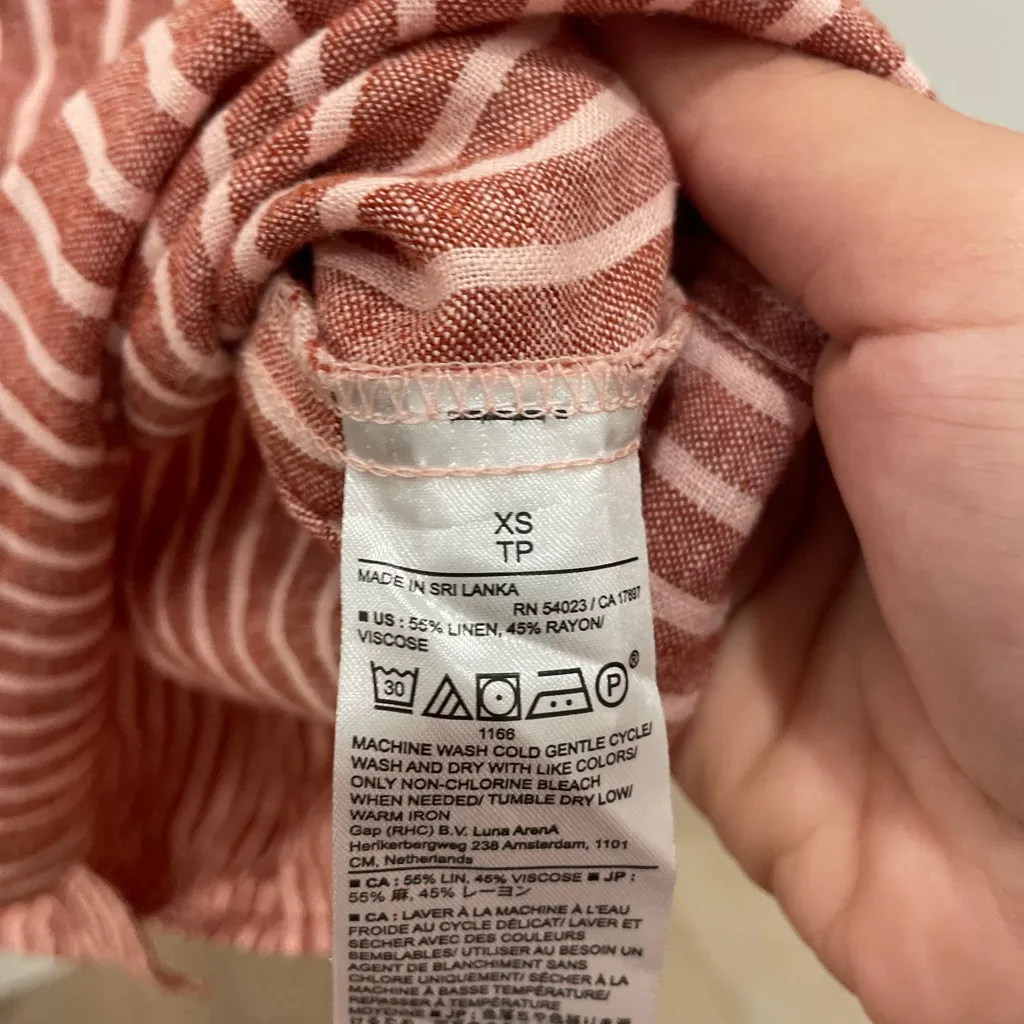 XS
TP
MADE IN SRI LANKA
RN 54023 / CA 17897
■ US : 55% LINEN, 45% RAYON/
VISCOSE
30
P
®
1166
MACHINE WASH COLD GENTLE CYCLE/
WASH AND DRY WITH LIKE COLORS/
ONLY NON-CHLORINE BLEACH
WHEN NEEDED/ TUMBLE DRY LOW/
WARM IRON
Gap (RHC) B.V. Luna ArenA
Herikerbergweg 238 Amsterdam, 1101
CM, Netherlands
■ CA : 55% LIN, 45% VISCOSE ■ JP :
55% 麻, 45% レーヨン
■ CA : LAVER À LA MACHINE À L'EAU
FROIDE AU CYCLE DÉLICAT/ LAVER ET
SÉCHER AVEC DES COULEURS
SEMBLABLES/ UTILISER AU BESOIN UN
AGENT DE BLANCHIMENT SANS
CHLORE UNIQUEMENT/ SÉCHER À LA
MACHINE À BASSE TEMPÉRATURE/
REPASSER À TEMPÉRATURE
MOYENNE ■ JP :